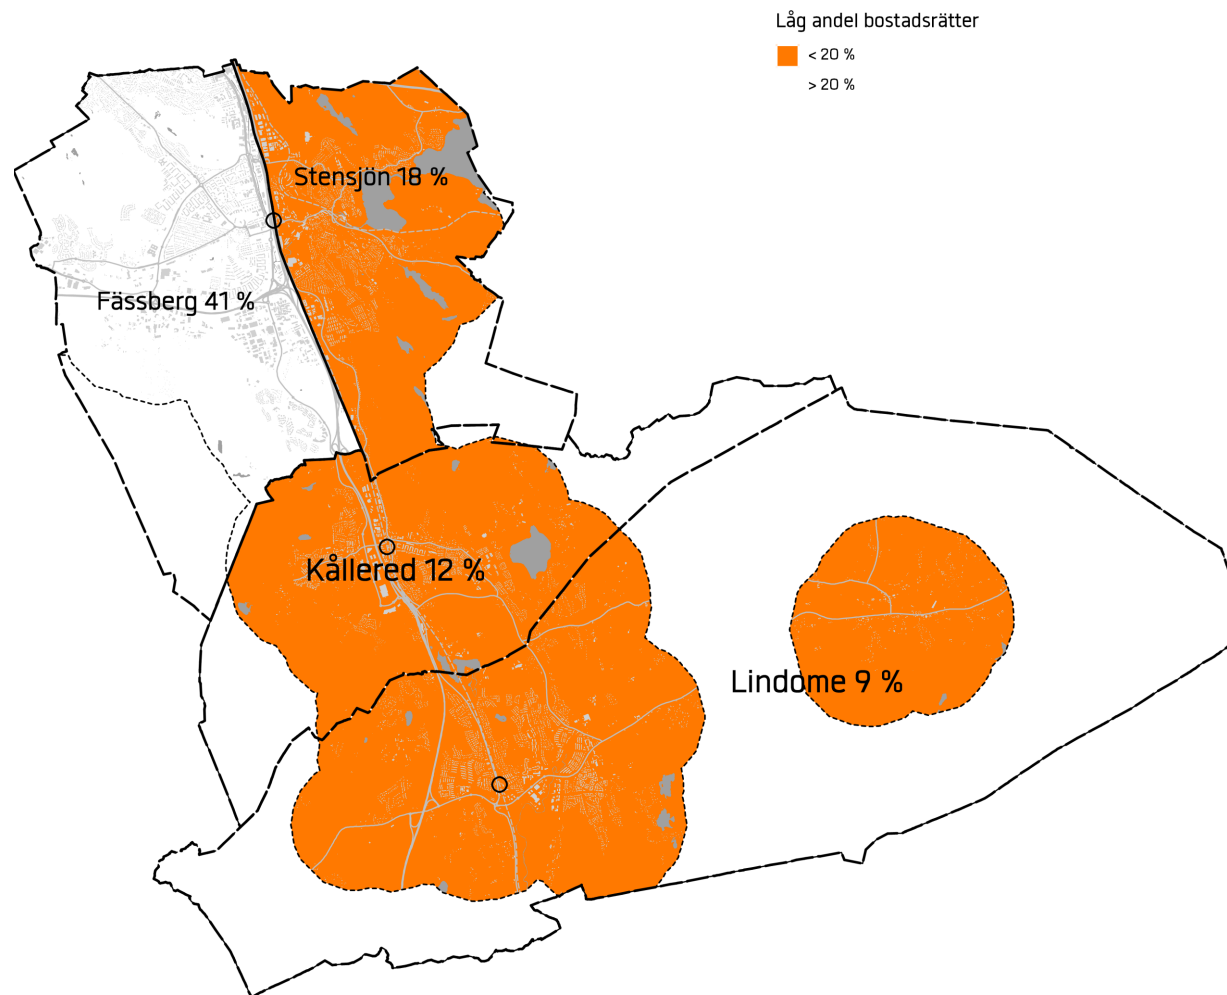 Låg andel bostadsrätter
< 20 %
> 20 %
Stensjön 18 %
Fässberg 41 %
Kållered 12 %
Lindome 9 %